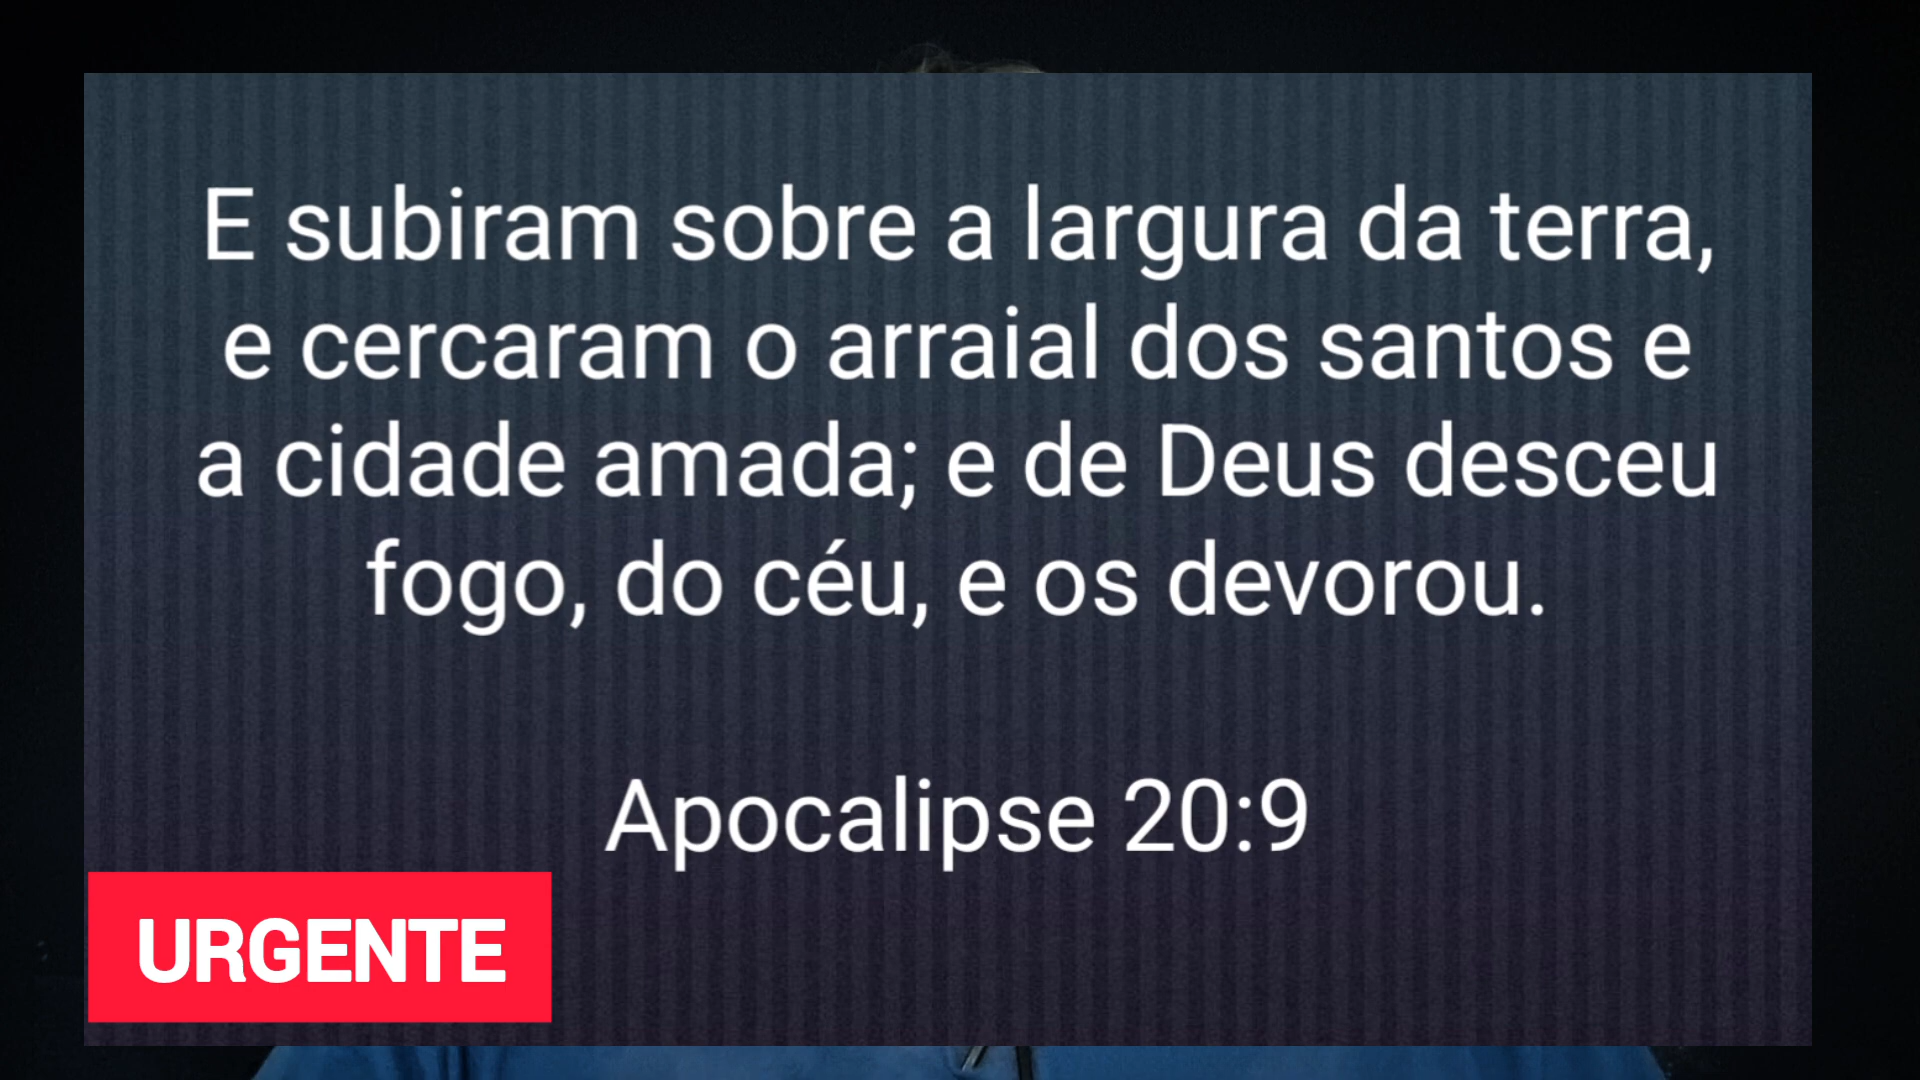 E subiram sobre a largura da terra,
e cercaram o arraial dos santos e
a cidade amada; e de Deus desceu
fogo, do céu, e os devorou.
Apocalipse 20:9
URGENTE